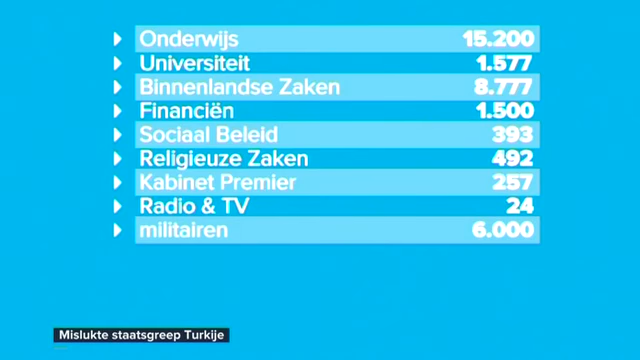 Onderwijs 15.200
Universiteit 1.577
Binnenlandse Zaken 8.777
Financiën 1.500
Sociaal Beleid 393
Religieuze Zaken 492
Kabinet Premier 257
Radio & TV 24
militairen 6.000
Mislukte staatsgreep Turkije